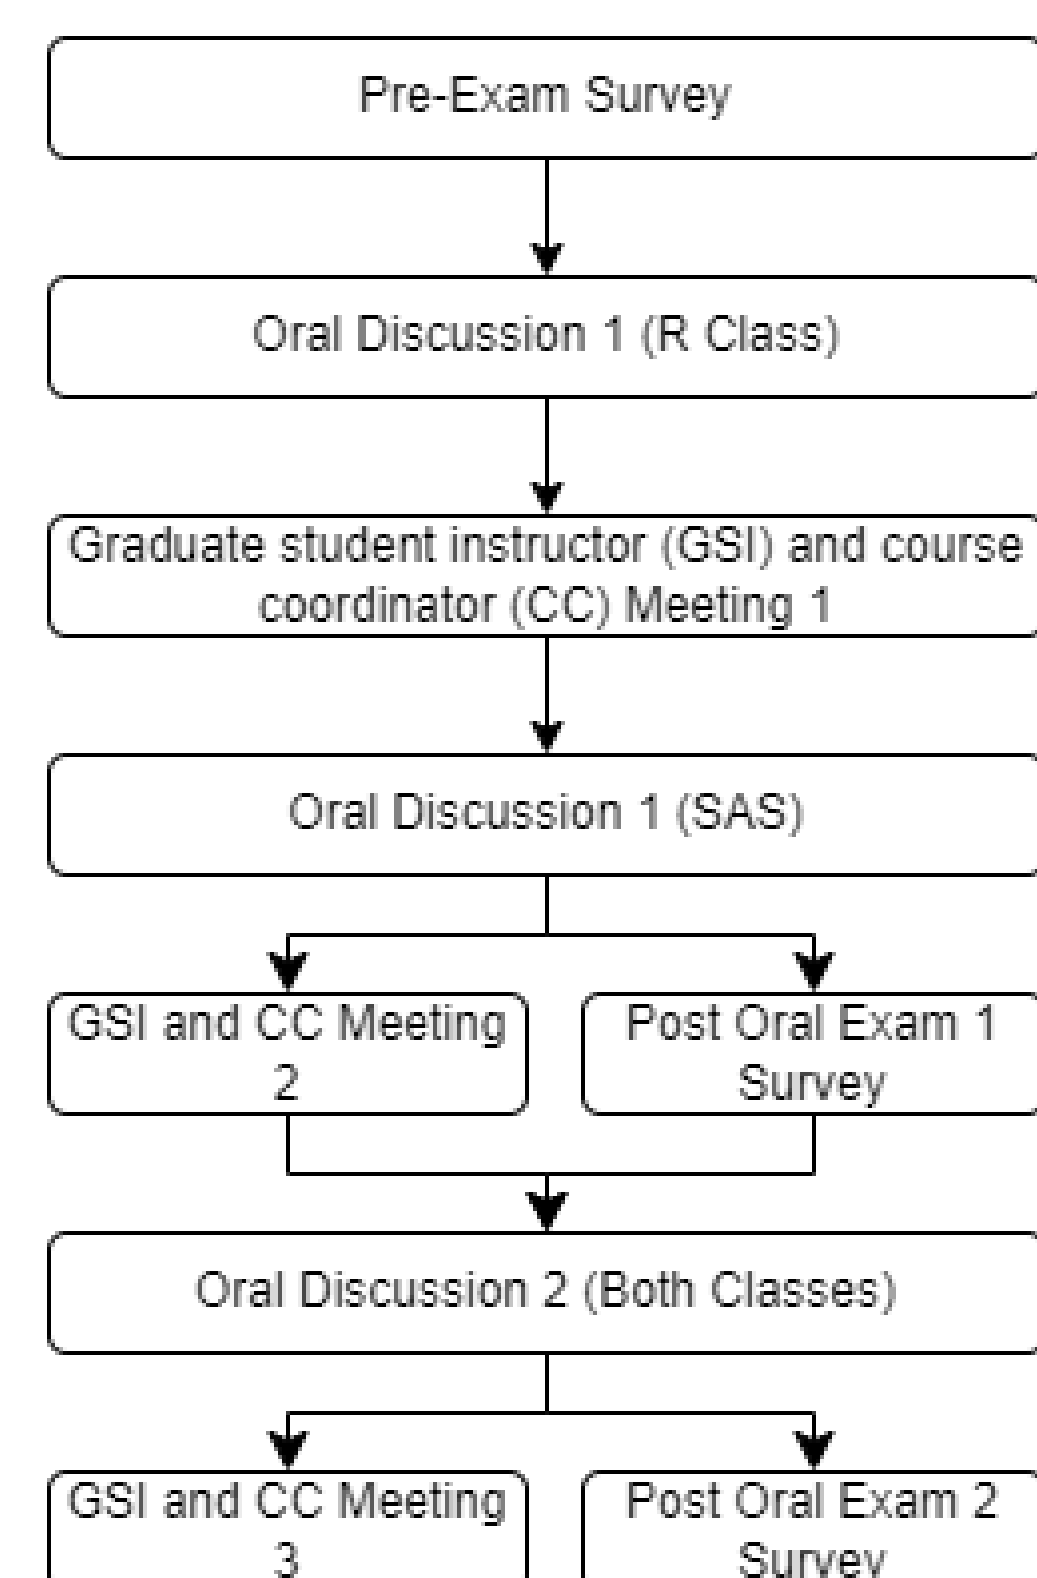 Pre-Exam Survey
Oral Discussion 1 (R Class)
Graduate student instructor (GSI) and course
coordinator (CC) Meeting 1
Oral Discussion 1 (SAS)
GSI and CC Meeting
2
Post Oral Exam 1
Survey
Oral Discussion 2 (Both Classes)
GSI and CC Meeting
3
Post Oral Exam 2
Survey